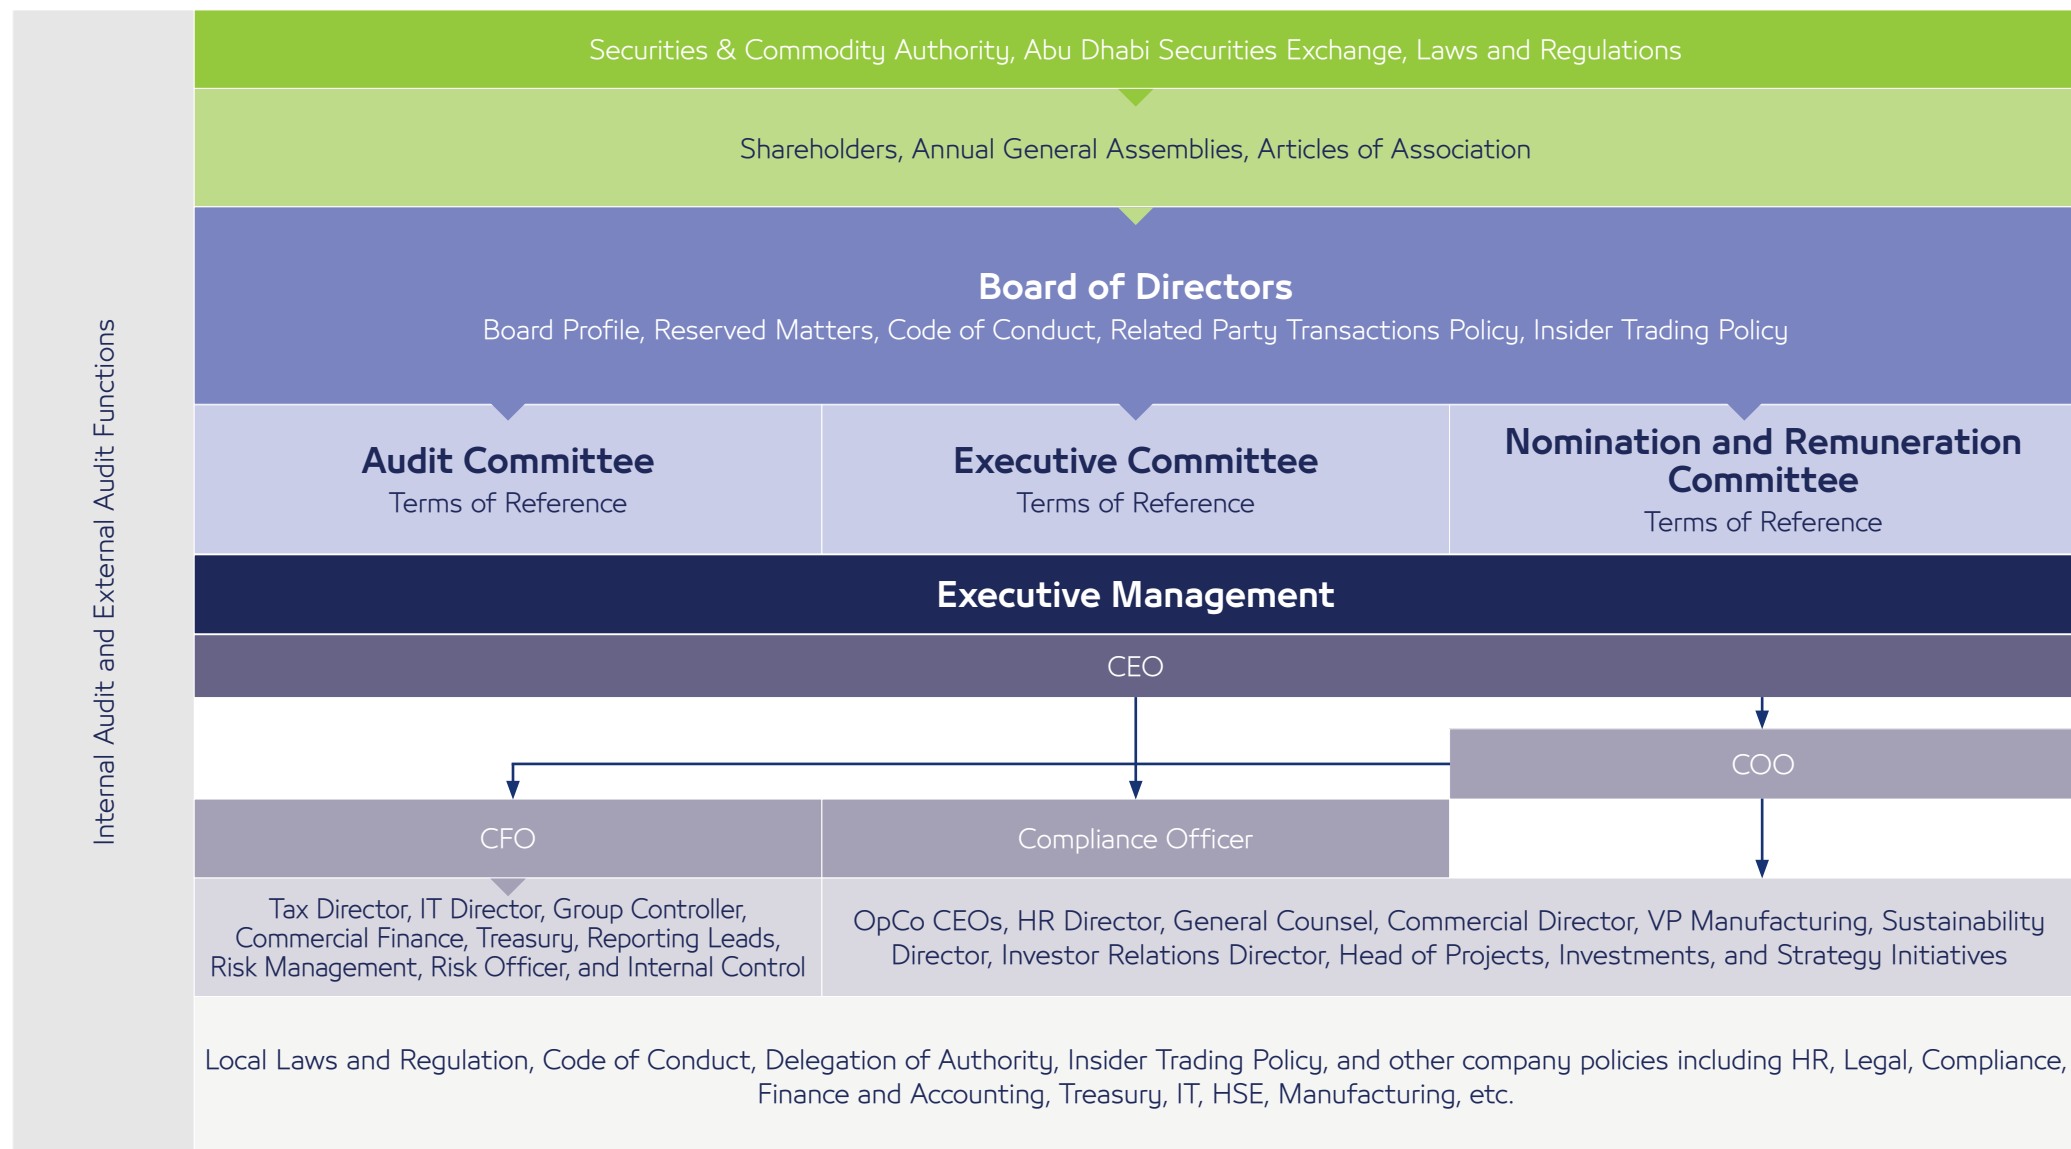 Internal Audit and External Audit Functions
Securities & Commodity Authority, Abu Dhabi Securities Exchange, Laws and Regulations
Shareholders, Annual General Assemblies, Articles of Association
Board of Directors
Board Profile, Reserved Matters, Code of Conduct, Related Party Transactions Policy, Insider Trading Policy
Audit Committee
Terms of Reference
Executive Committee
Terms of Reference
Nomination and Remuneration
Committee
Terms of Reference
Executive Management
CEO
COO
CFO
Compliance Officer
Tax Director, IT Director, Group Controller,
Commercial Finance, Treasury, Reporting Leads,
Risk Management, Risk Officer, and Internal Control
OpCo CEOs, HR Director, General Counsel, Commercial Director, VP Manufacturing, Sustainability
Director, Investor Relations Director, Head of Projects, Investments, and Strategy Initiatives
Local Laws and Regulation, Code of Conduct, Delegation of Authority, Insider Trading Policy, and other company policies including HR, Legal, Compliance,
Finance and Accounting, Treasury, IT, HSE, Manufacturing, etc.